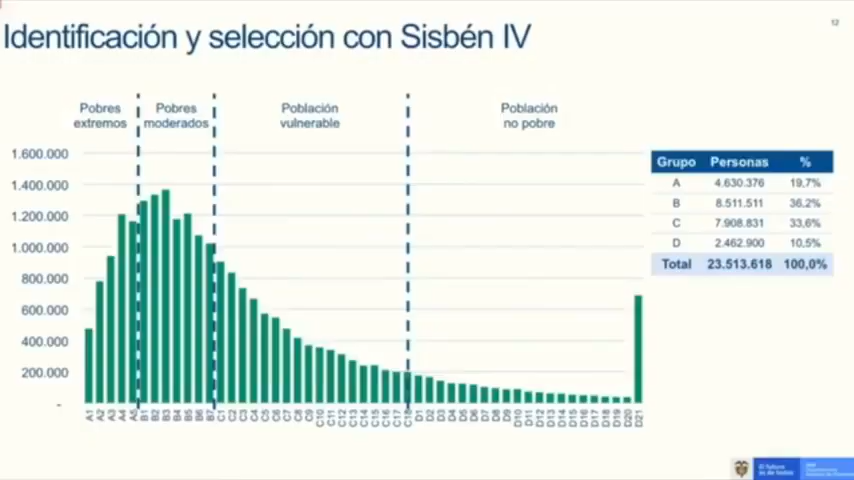 12
Identificación y selección con Sisbén IV
Pobres extremos
Pobres moderados
Población vulnerable
Población no pobre
1.600.000
1.400.000
1.200.000
1.000.000
800.000
600.000
400.000
200.000
-
A1 A2 A3 A4 A5 B1 B2 B3 B4 B5 B6 B7 C1 C2 C3 C4 C5 C6 C7 C8 C9 C10 C11 C12 C13 C14 C15 C16 C17 C18 D1 D2 D3 D4 D5 D6 D7 D8 D9 D10 D11 D12 D13 D14 D15 D16 D17 D18 D19 D20 D21
Grupo Personas %
A 4.630.376 19,7%
B 8.511.511 36,2%
C 7.908.831 33,6%
D 2.462.900 10,5%
Total 23.513.618 100,0%
El futuro
es de todos